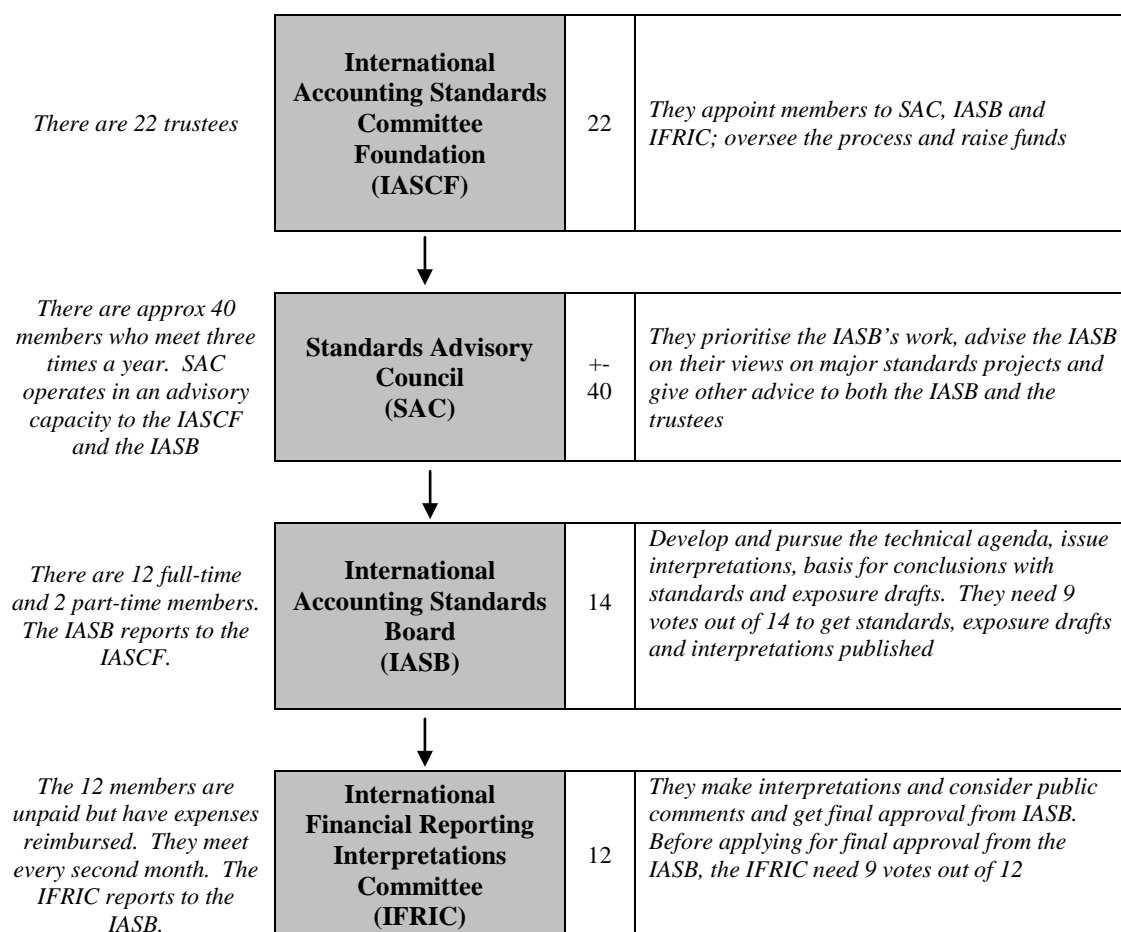 There are 22 trustees
International
Accounting Standards
Committee
Foundation
(IASCF)
22
They appoint members to SAC, IASB and
IFRIC; oversee the process and raise funds
There are approx 40
members who meet three
times a year. SAC
operates in an advisory
capacity to the IASCF
and the IASB
Standards Advisory
Council
(SAC)
+-
40
They prioritise the IASB’s work, advise the IASB
on their views on major standards projects and
give other advice to both the IASB and the
trustees
There are 12 full-time
and 2 part-time members.
The IASB reports to the
IASCF.
International
Accounting Standards
Board
(IASB)
14
Develop and pursue the technical agenda, issue
interpretations, basis for conclusions with
standards and exposure drafts. They need 9
votes out of 14 to get standards, exposure drafts
and interpretations published
The 12 members are
unpaid but have expenses
reimbursed. They meet
every second month. The
IFRIC reports to the
IASB.
International
Financial Reporting
Interpretations
Committee
(IFRIC)
12
They make interpretations and consider public
comments and get final approval from IASB.
Before applying for final approval from the
IASB, the IFRIC need 9 votes out of 12